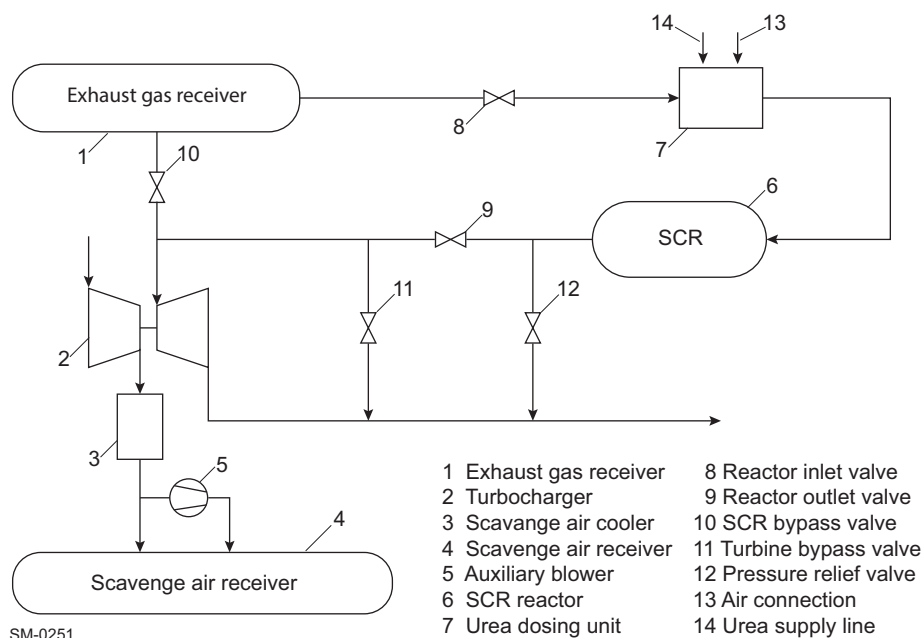 14
13
Exhaust gas receiver
8
7
1
10
6
9
SCR
11
12
2
3
5
4
Scavenge air receiver
1 Exhaust gas receiver
2 Turbocharger
3 Scavange air cooler
4 Scavenge air receiver
5 Auxiliary blower
6 SCR reactor
7 Urea dosing unit
8 Reactor inlet valve
9 Reactor outlet valve
10 SCR bypass valve
11 Turbine bypass valve
12 Pressure relief valve
13 Air connection
14 Urea supply line
SM-0251